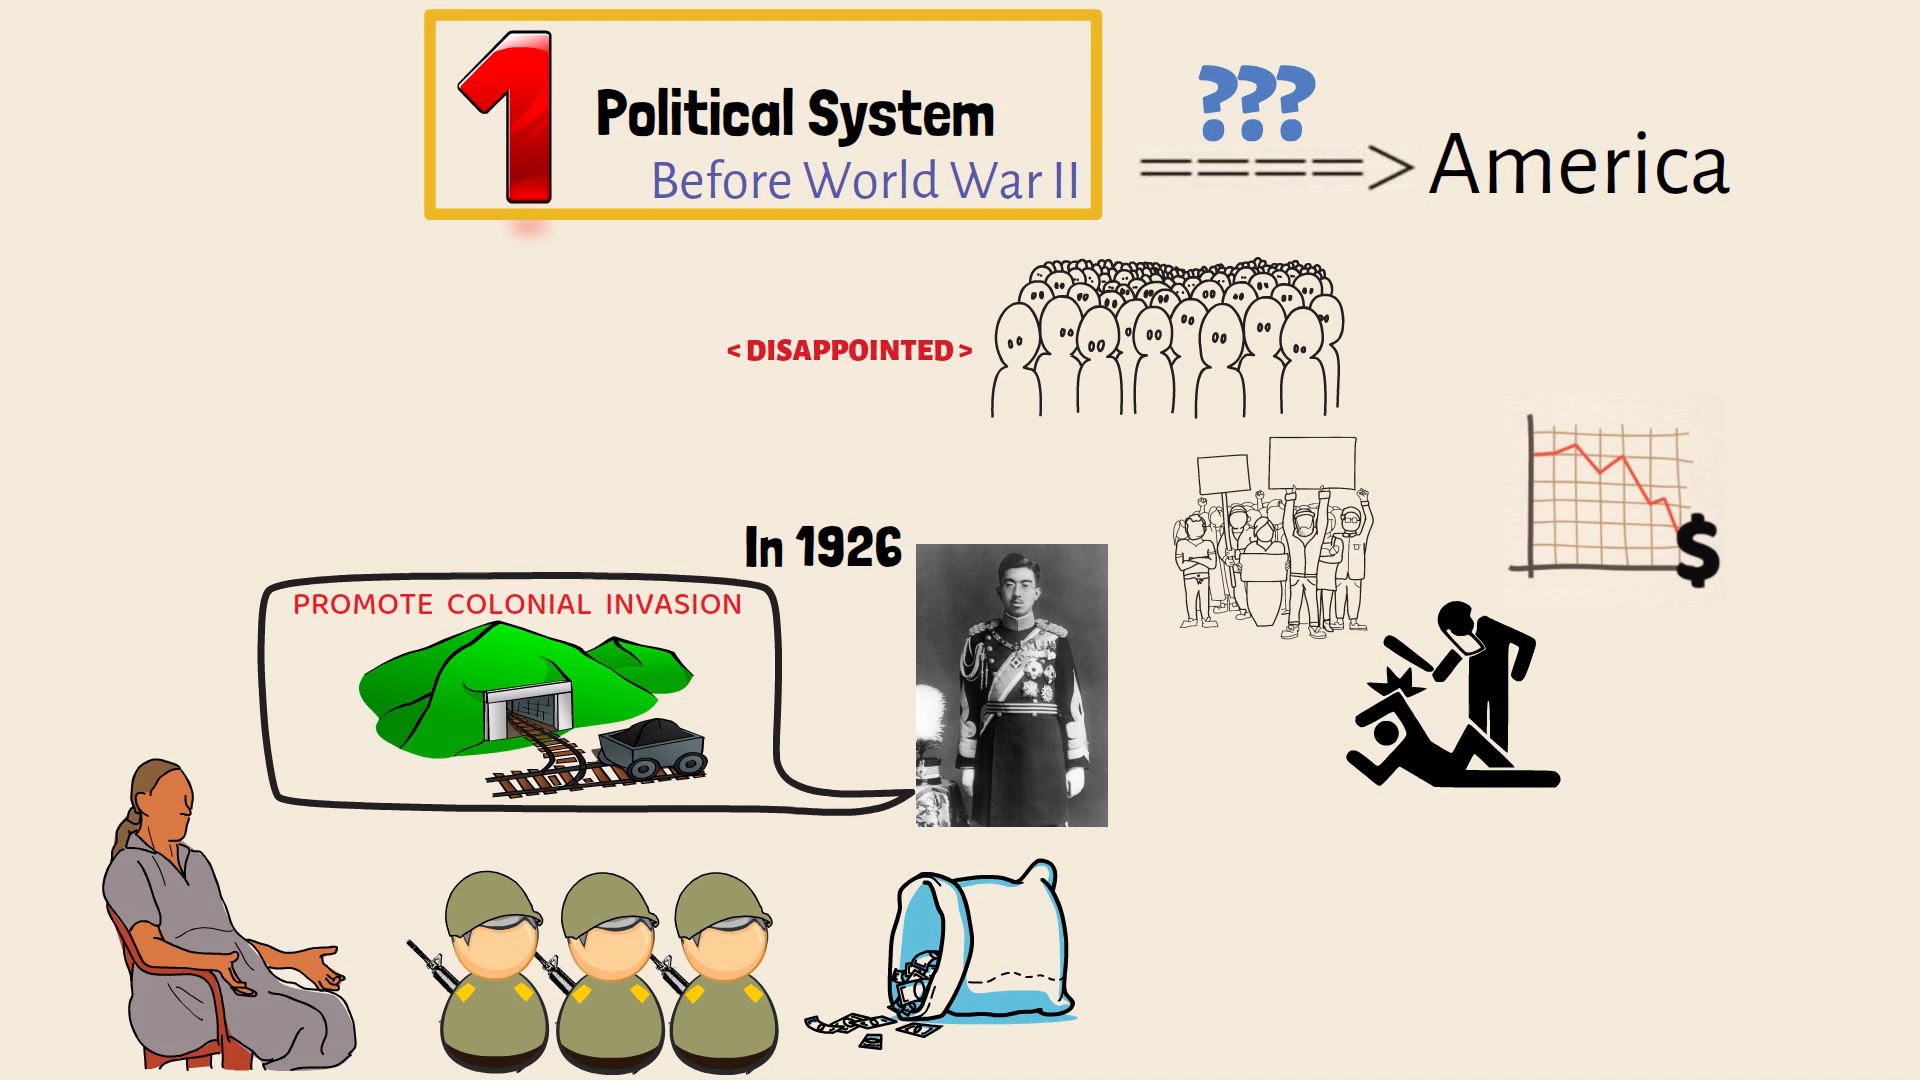 1
Political System
Before World War II
???
====>
America
< DISAPPOINTED >
In 1926
PROMOTE COLONIAL INVASION
$